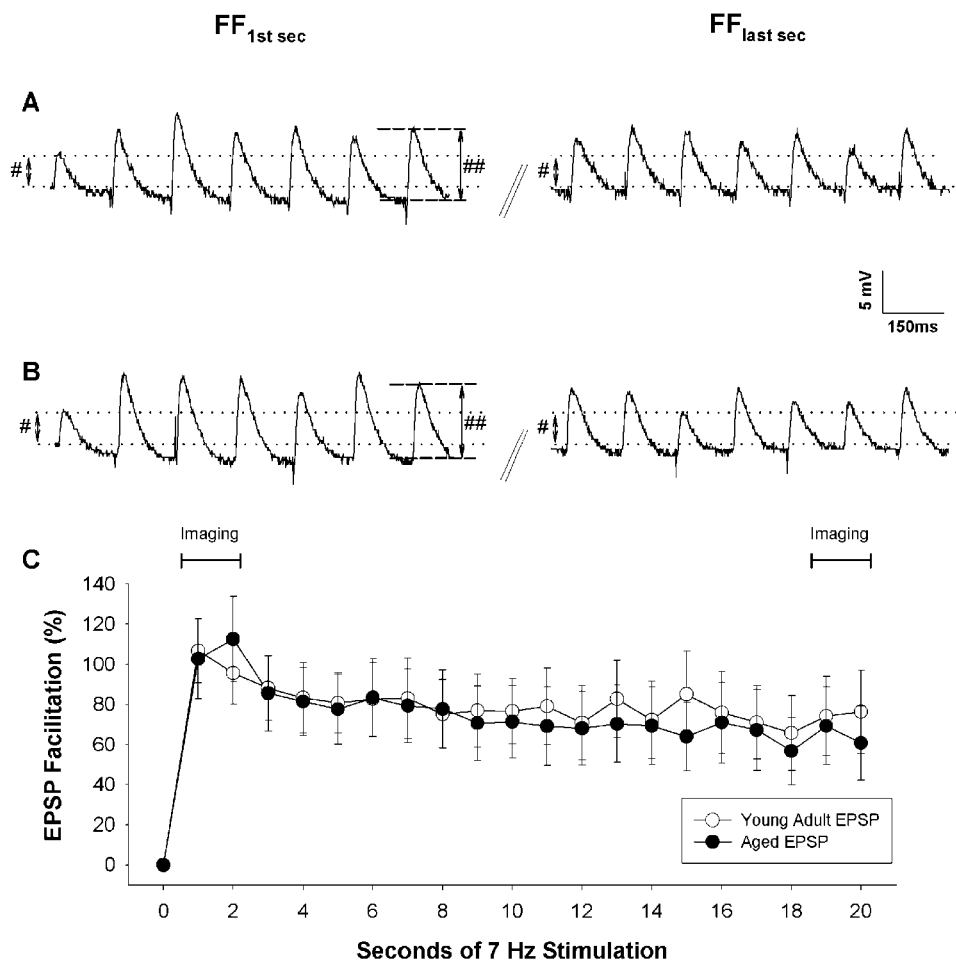 FF1st sec
FFlast sec
A
#
##
#
5 mV
150ms
B
#
##
#
C
Imaging
Imaging
EPSP Facilitation (%)
140
120
100
80
60
40
20
0
Young Adult EPSP
Aged EPSP
0 2 4 6 8 10 12 14 16 18 20
Seconds of 7 Hz Stimulation